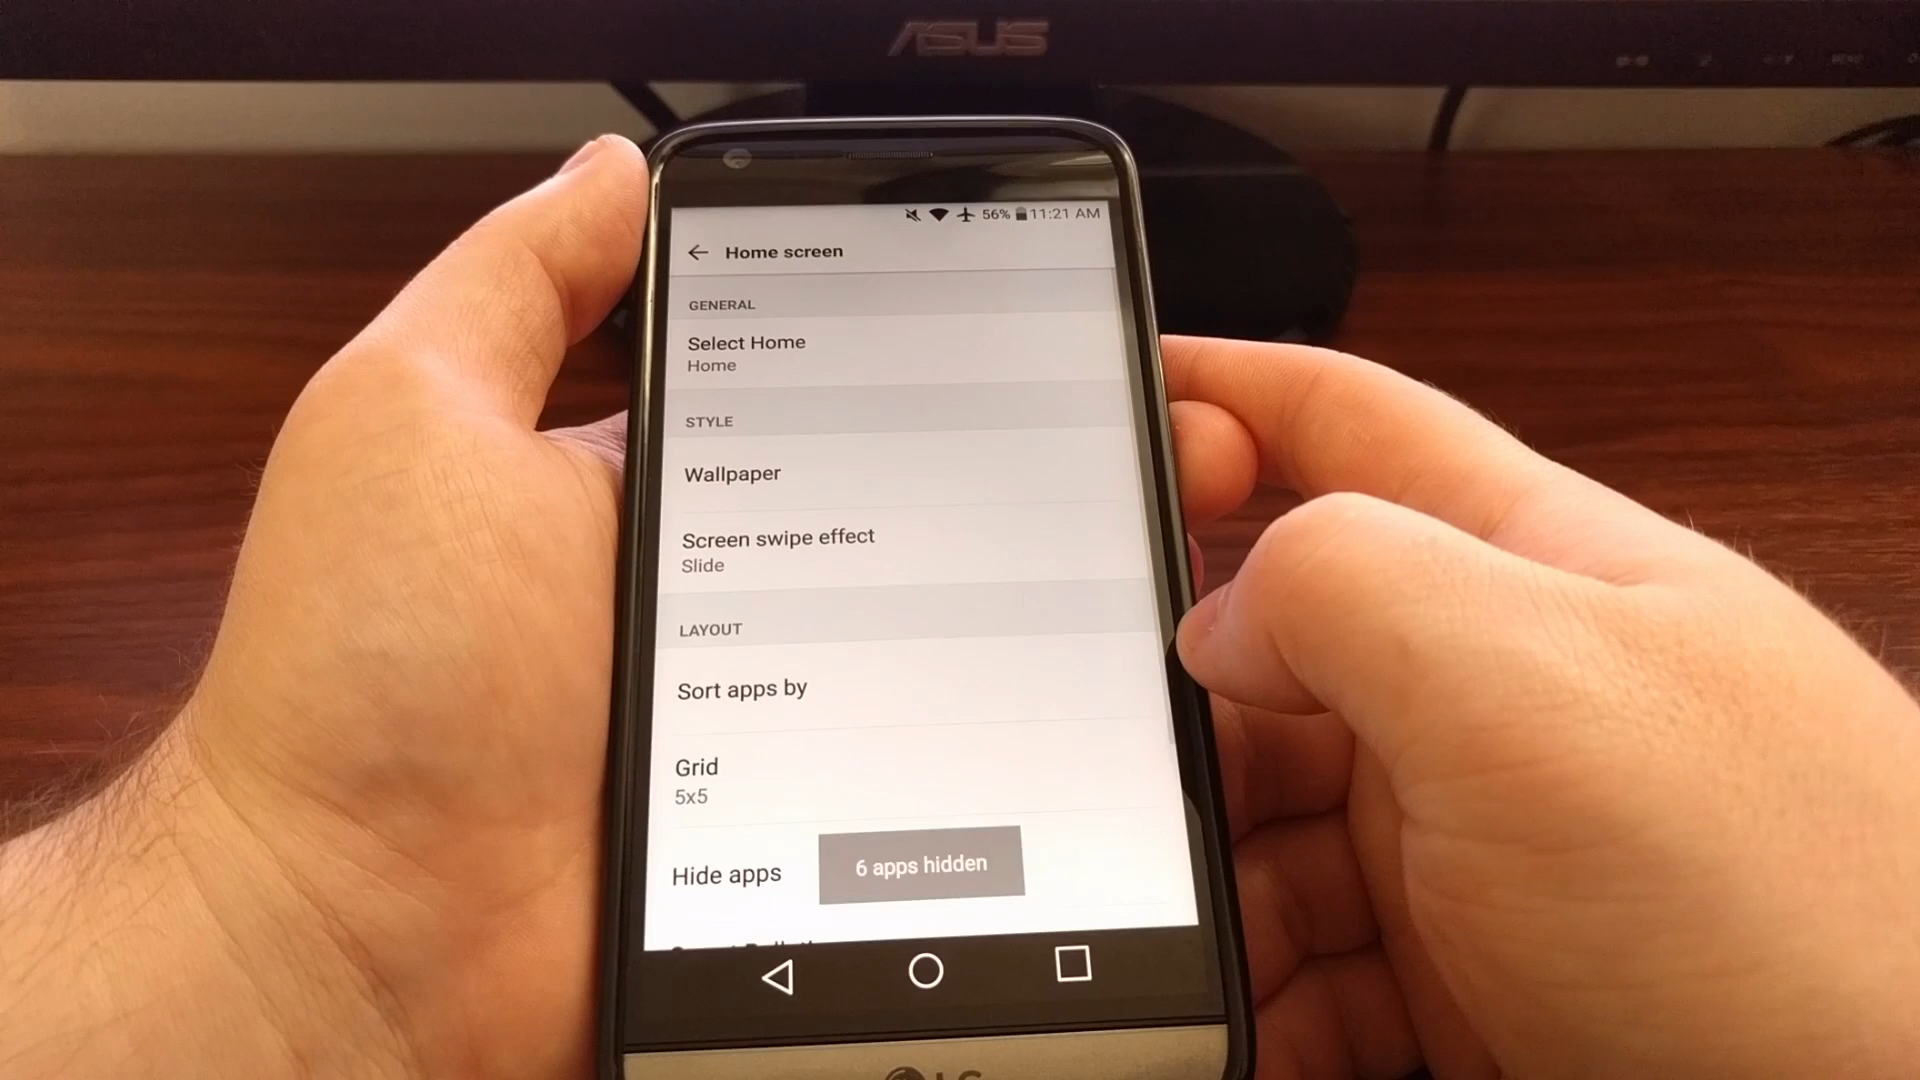 ASUS
MENU
56% 11:21 AM
Home screen
GENERAL
Select Home
Home
STYLE
Wallpaper
Screen swipe effect
Slide
LAYOUT
Sort apps by
Grid
5x5
Hide apps
6 apps hidden
LG